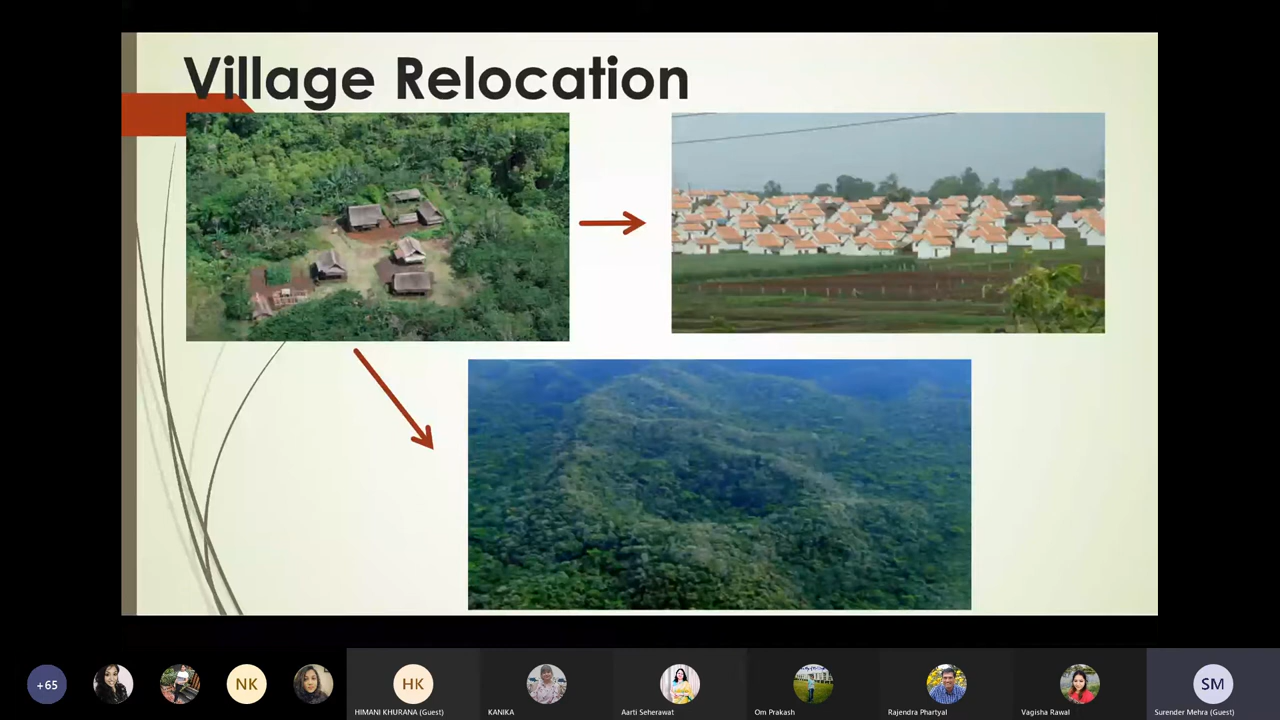 Village Relocation
+65
NK
HK
SM
HIMANI KHURANA (Guest)
KANIKA
Aarti Seherawat
Om Prakash
Rajendra Phartyal
Vagisha Rawal
Surender Mehra (Guest)